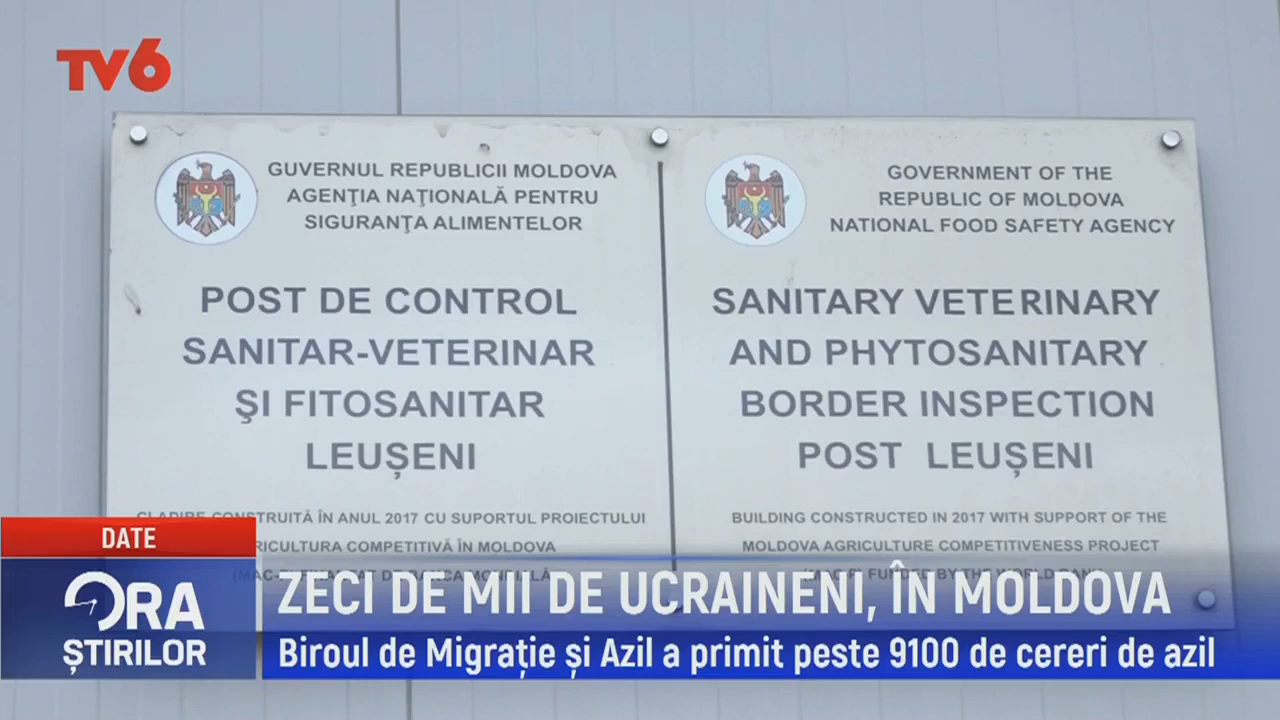 TV6
GUVERNUL REPUBLICII MOLDOVA
AGENŢIA NAŢIONALĂ PENTRU
SIGURANŢA ALIMENTELOR
POST DE CONTROL
SANITAR-VETERINAR
ŞI FITOSANITAR
LEUȘENI
CLADIRE CONSTRUITĂ ÎN ANUL 2017 CU SUPORTUL PROIECTULUI
COMPETITIVĂ ÎN MOLDOVA
GOVERNMENT OF THE
REPUBLIC OF MOLDOVA
NATIONAL FOOD SAFETY AGENCY
SANITARY VETERINARY
AND PHYTOSANITARY
BORDER INSPECTION
POST LEUȘENI
BUILDING CONSTRUCTED IN 2017 WITH SUPPORT OF THE
MOLDOVA AGRICULTURE COMPETITIVENESS PROJECT
DATE
ORA
ȘTIRILOR
ZECI DE MII DE UCRAINENI, ÎN MOLDOVA
Biroul de Migrație și Azil a primit peste 9100 de cereri de azil